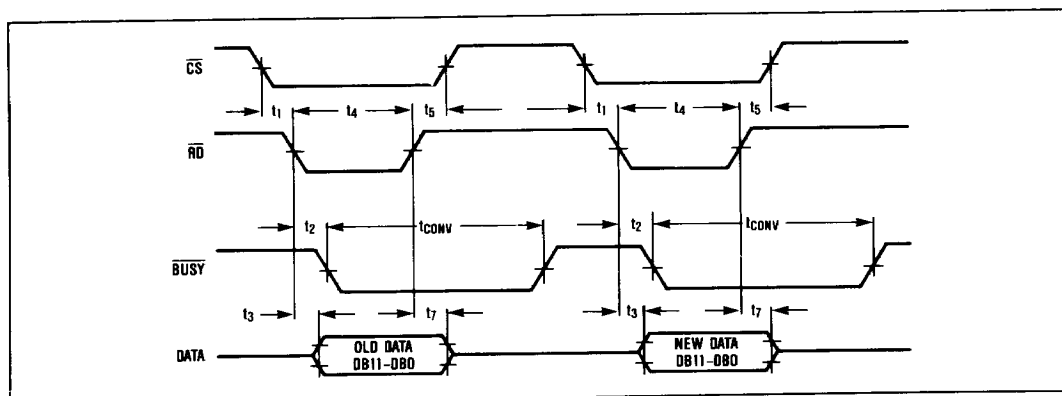 CS
t1 t4 t5 t1 t4 t5
RD
t2 tCONV t2 tCONV
BUSY
t3 t7 t3 t7
DATA OLD DATA DB11-DB0 NEW DATA DB11-DB0